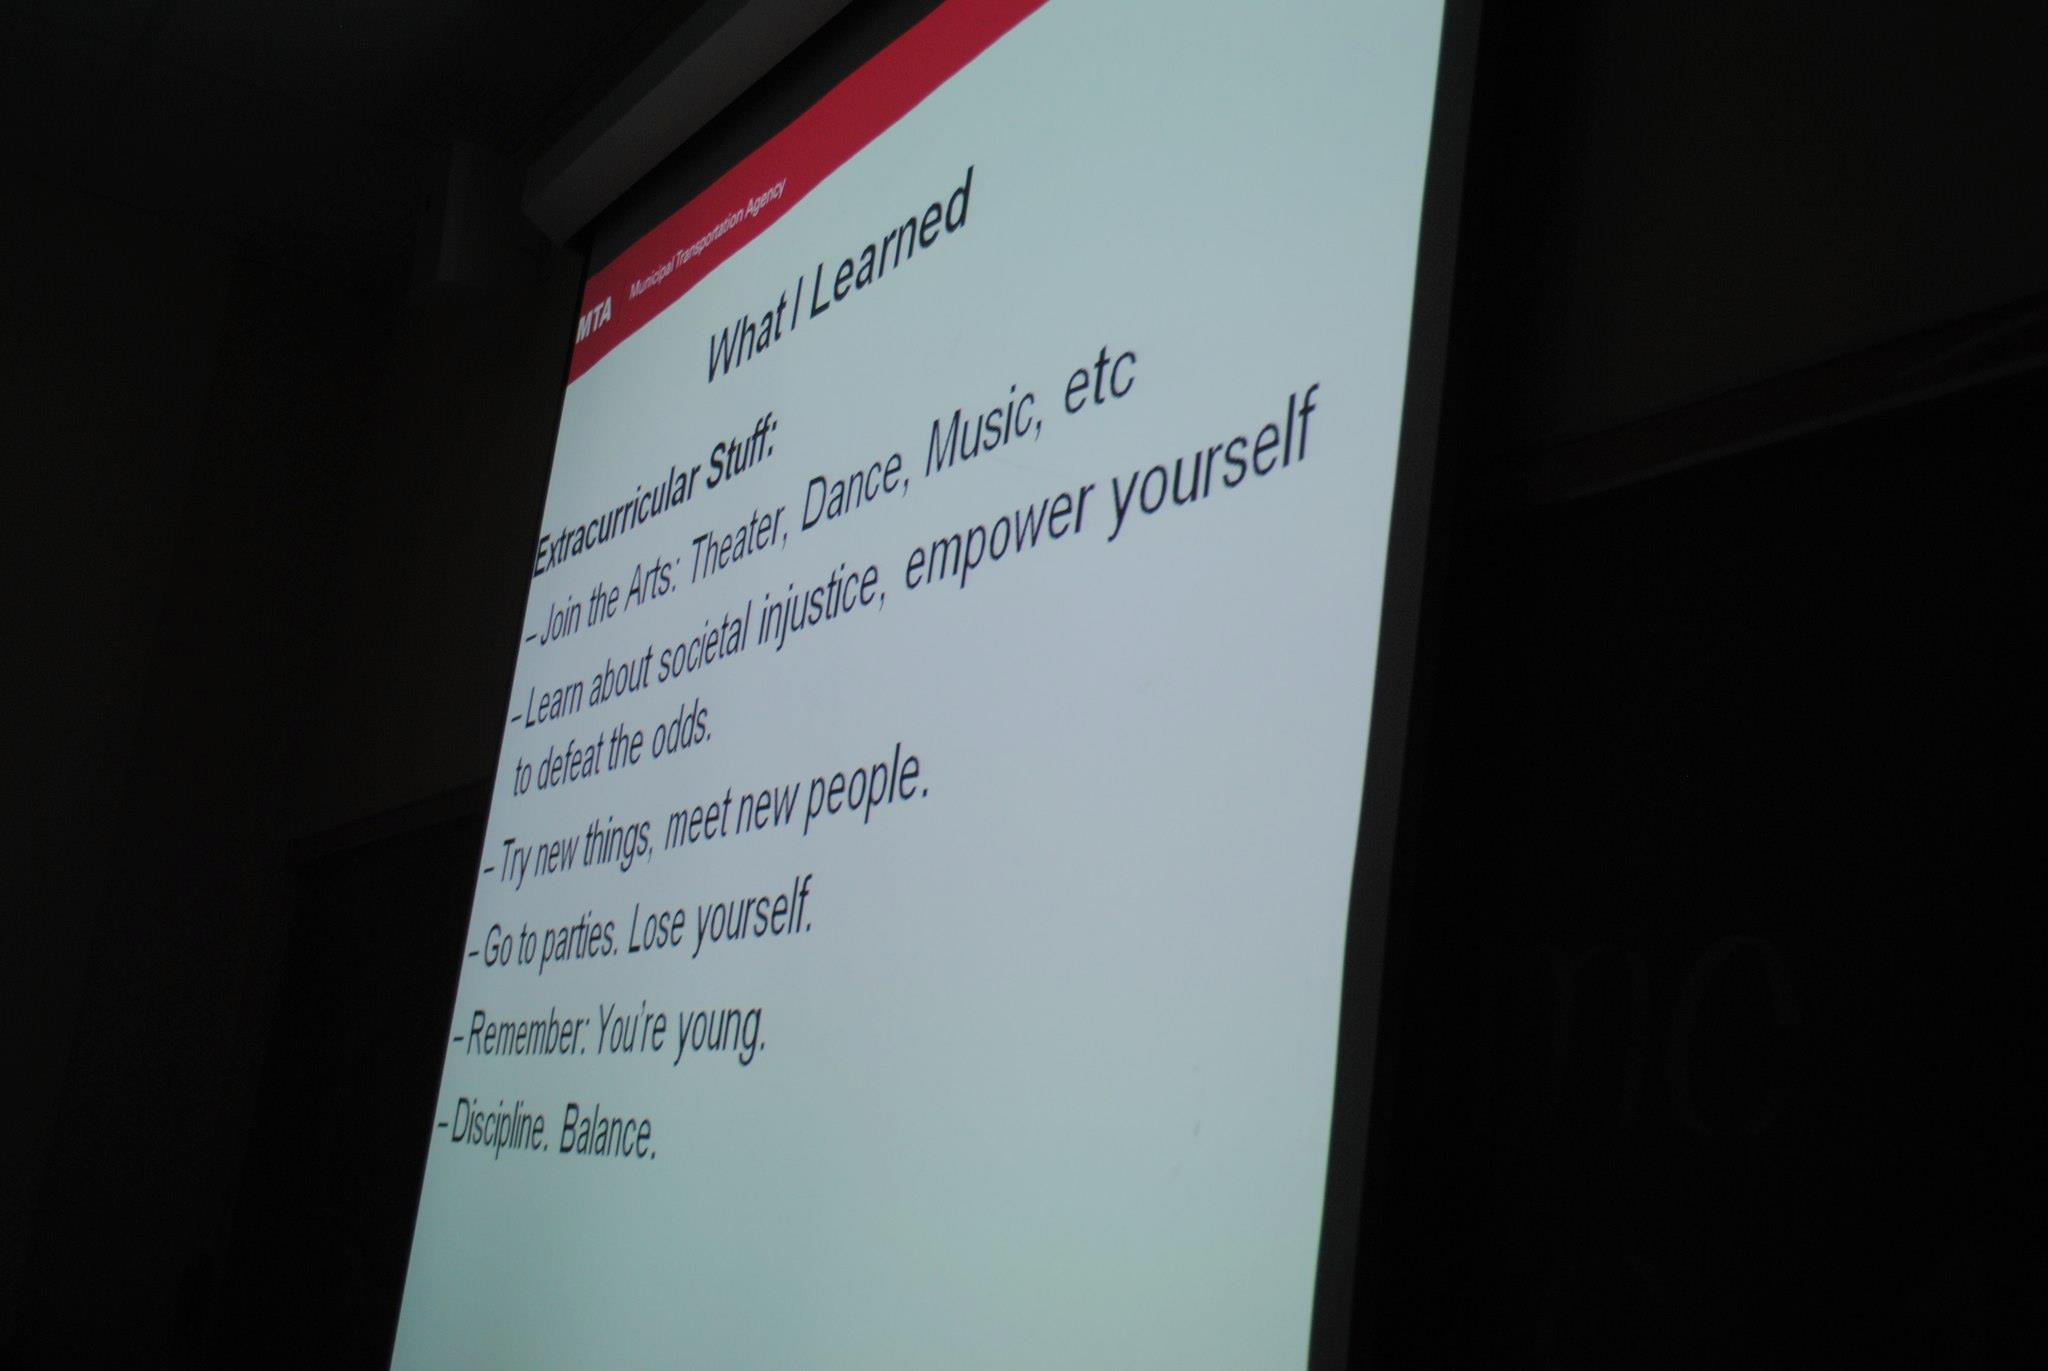 MTA | Municipal Transportation Agency
What I Learned
Extracurricular Stuff:
– Join the Arts: Theater, Dance, Music, etc
– Learn about societal injustice, empower yourself
to defeat the odds.
– Try new things, meet new people.
– Go to parties. Lose yourself.
– Remember: You're young.
– Discipline. Balance.